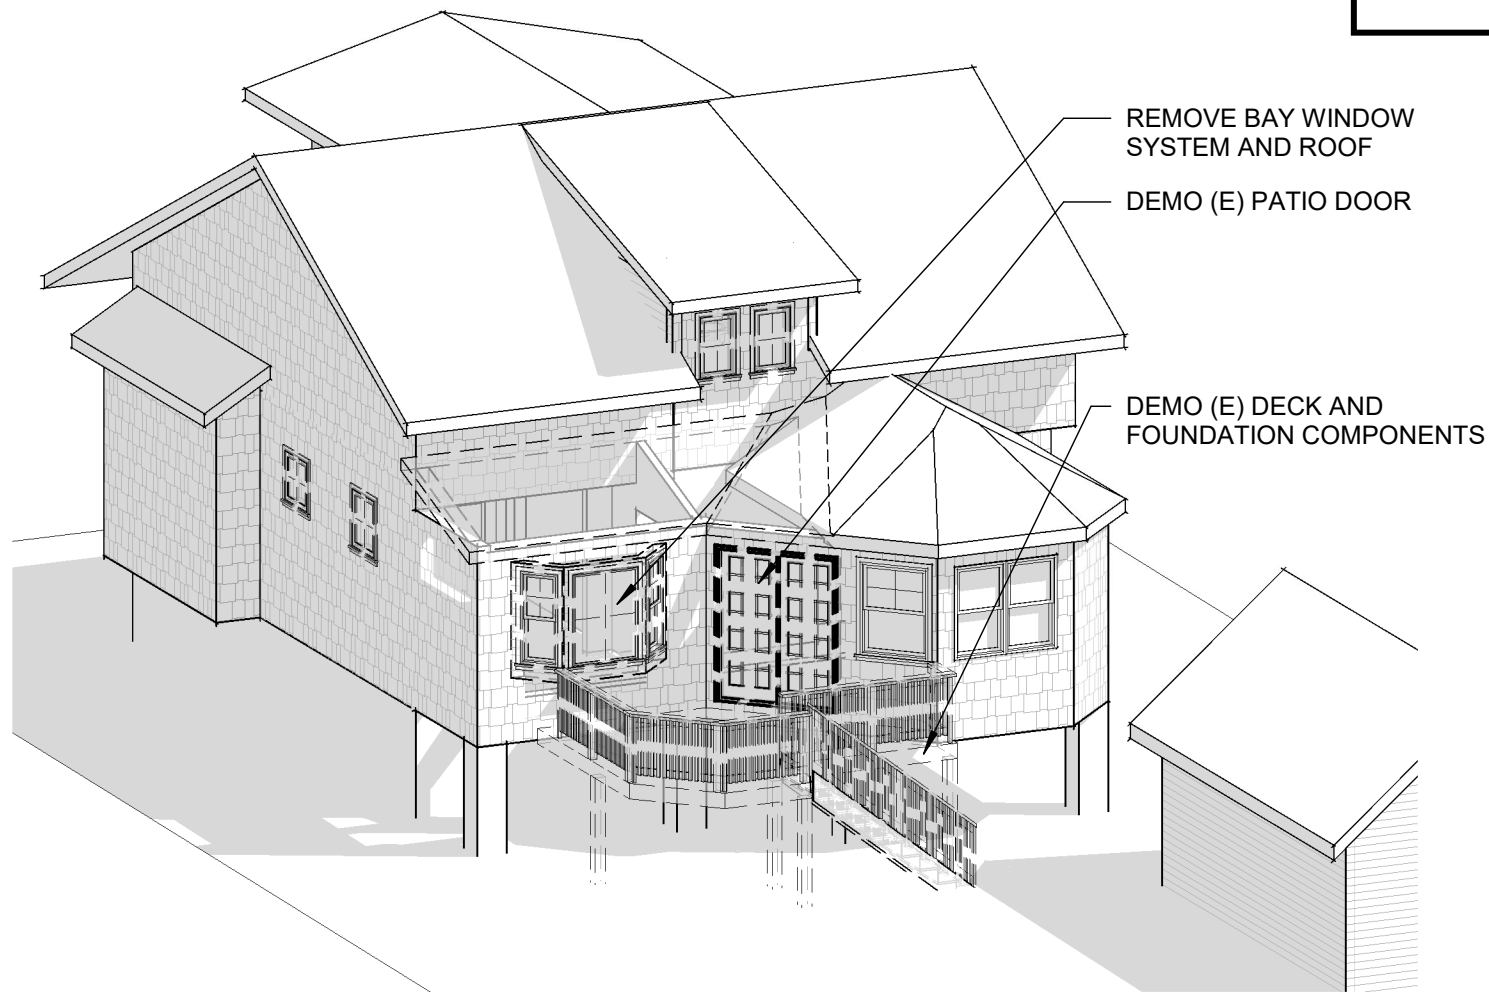 REMOVE BAY WINDOW
SYSTEM AND ROOF
DEMO (E) PATIO DOOR
DEMO (E) DECK AND
FOUNDATION COMPONENTS